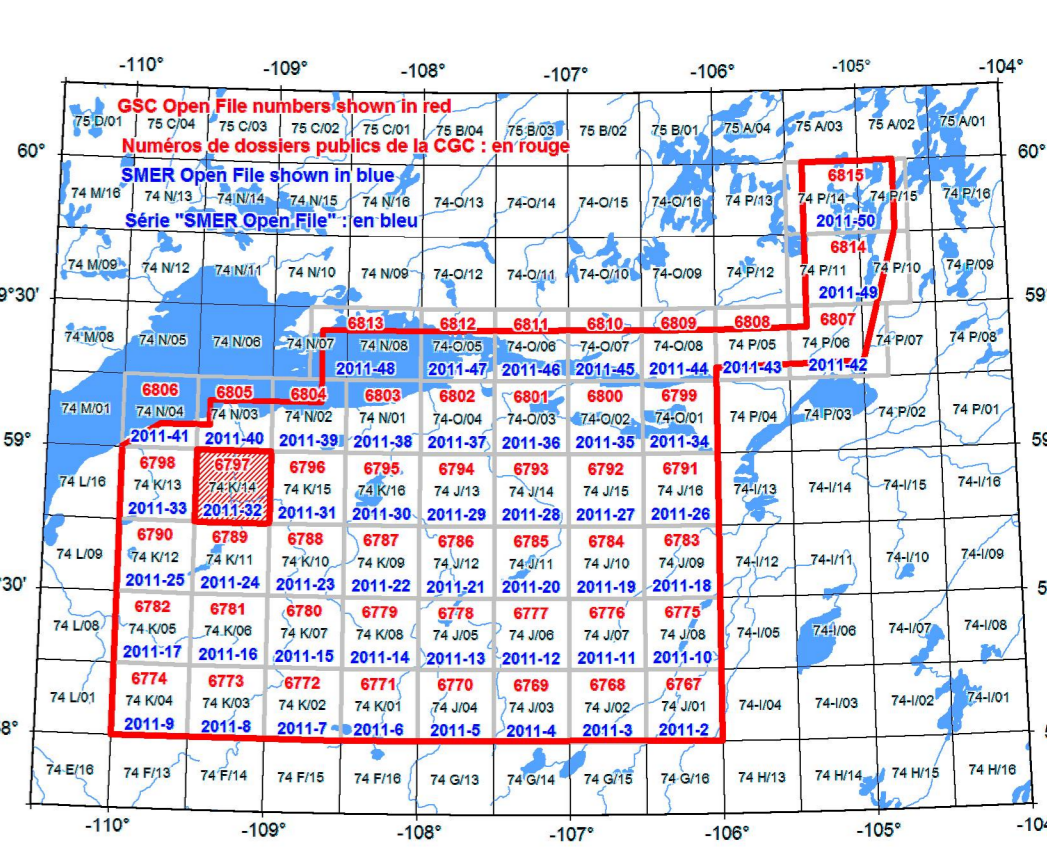 -110° -109° -108° -107° -106° -105° -104°
GSC Open File numbers shown in red
75 D/01 75 C/04 75 C/03 75 C/02 75 C/01 75 B/04 75 B/03 75 B/02 75 B/01 75 A/04 75 A/03 75 A/02 75 A/01
Numéros de dossiers publics de la CGC : en rouge
60° 60°
SMER Open File shown in blue
6815
74 M/16 74 N/13 74 N/14 74 N/15 74 N/16 74-O/13 74-O/14 74-O/15 74-O/16 74 P/13 74 P/14 74 P/15 74 P/16
Série "SMER Open File" : en bleu
2011-50
6814
74 M/09 74 N/12 74 N/11 74 N/10 74 N/09 74-O/12 74-O/11 74-O/10 74-O/09 74 P/12 74 P/11 74 P/10 74 P/09
9°30' 59
2011-49
6813 6812 6811 6810 6809 6808 6807
74 M/08 74 N/05 74 N/06 74 N/07 74 N/08 74-O/05 74-O/06 74-O/07 74-O/08 74 P/05 74 P/06 74 P/07 74 P/08
2011-48 2011-47 2011-46 2011-45 2011-44 2011-43 2011-42
6806 6805 6804 6803 6802 6801 6800 6799
74 M/01 74 N/04 74 N/03 74 N/02 74 N/01 74-O/04 74-O/03 74-O/02 74-O/01 74 P/04 74 P/03 74 P/02 74 P/01
59° 2011-41 2011-40 2011-39 2011-38 2011-37 2011-36 2011-35 2011-34 59
6798 6797 6796 6795 6794 6793 6792 6791
74 L/16 74 K/13 74 K/14 74 K/15 74 K/16 74 J/13 74 J/14 74 J/15 74 J/16 74-I/13 74-I/14 74-I/15 74-I/16
2011-33 2011-32 2011-31 2011-30 2011-29 2011-28 2011-27 2011-26
6790 6789 6788 6787 6786 6785 6784 6783
74 L/09 74 K/12 74 K/11 74 K/10 74 K/09 74 J/12 74 J/11 74 J/10 74 J/09 74-I/12 74-I/11 74-I/10 74-I/09
°30' 2011-25 2011-24 2011-23 2011-22 2011-21 2011-20 2011-19 2011-18 5
6782 6781 6780 6779 6778 6777 6776 6775
74 L/08 74 K/05 74 K/06 74 K/07 74 K/08 74 J/05 74 J/06 74 J/07 74 J/08 74-I/05 74-I/06 74-I/07 74-I/08
2011-17 2011-16 2011-15 2011-14 2011-13 2011-12 2011-11 2011-10
6774 6773 6772 6771 6770 6769 6768 6767
74 L/01 74 K/04 74 K/03 74 K/02 74 K/01 74 J/04 74 J/03 74 J/02 74 J/01 74-I/04 74-I/03 74-I/02 74-I/01
8° 2011-9 2011-8 2011-7 2011-6 2011-5 2011-4 2011-3 2011-2
74 E/16 74 F/13 74 F/14 74 F/15 74 F/16 74 G/13 74 G/14 74 G/15 74 G/16 74 H/13 74 H/14 74 H/15 74 H/16
-110° -109° -108° -107° -106° -105° -104